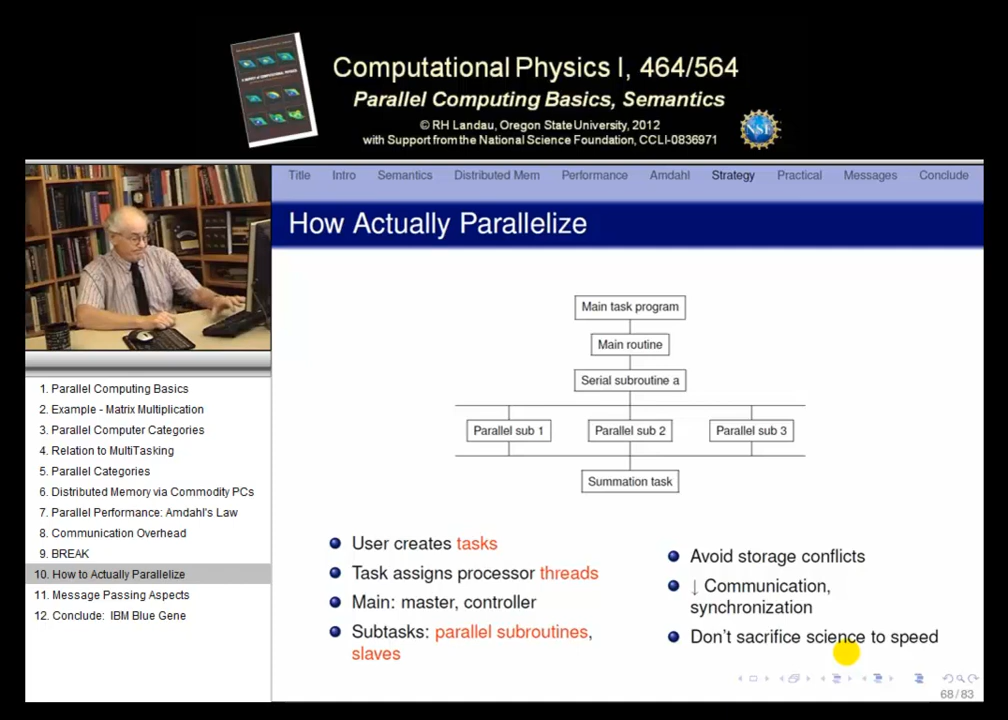 Computational Physics I, 464/564
Parallel Computing Basics, Semantics
© RH Landau, Oregon State University, 2012
with Support from the National Science Foundation, CCLI-0836971
NSF
Title Intro Semantics Distributed Mem Performance Amdahl Strategy Practical Messages Conclude
How Actually Parallelize
Main task program
Main routine
Serial subroutine a
Parallel sub 1 Parallel sub 2 Parallel sub 3
Summation task
User creates tasks
Task assigns processor threads
Main: master, controller
Subtasks: parallel subroutines,
slaves
Avoid storage conflicts
↓ Communication,
synchronization
Don't sacrifice science to speed
68/83
1. Parallel Computing Basics
2. Example - Matrix Multiplication
3. Parallel Computer Categories
4. Relation to MultiTasking
5. Parallel Categories
6. Distributed Memory via Commodity PCs
7. Parallel Performance: Amdahl's Law
8. Communication Overhead
9. BREAK
10. How to Actually Parallelize
11. Message Passing Aspects
12. Conclude: IBM Blue Gene